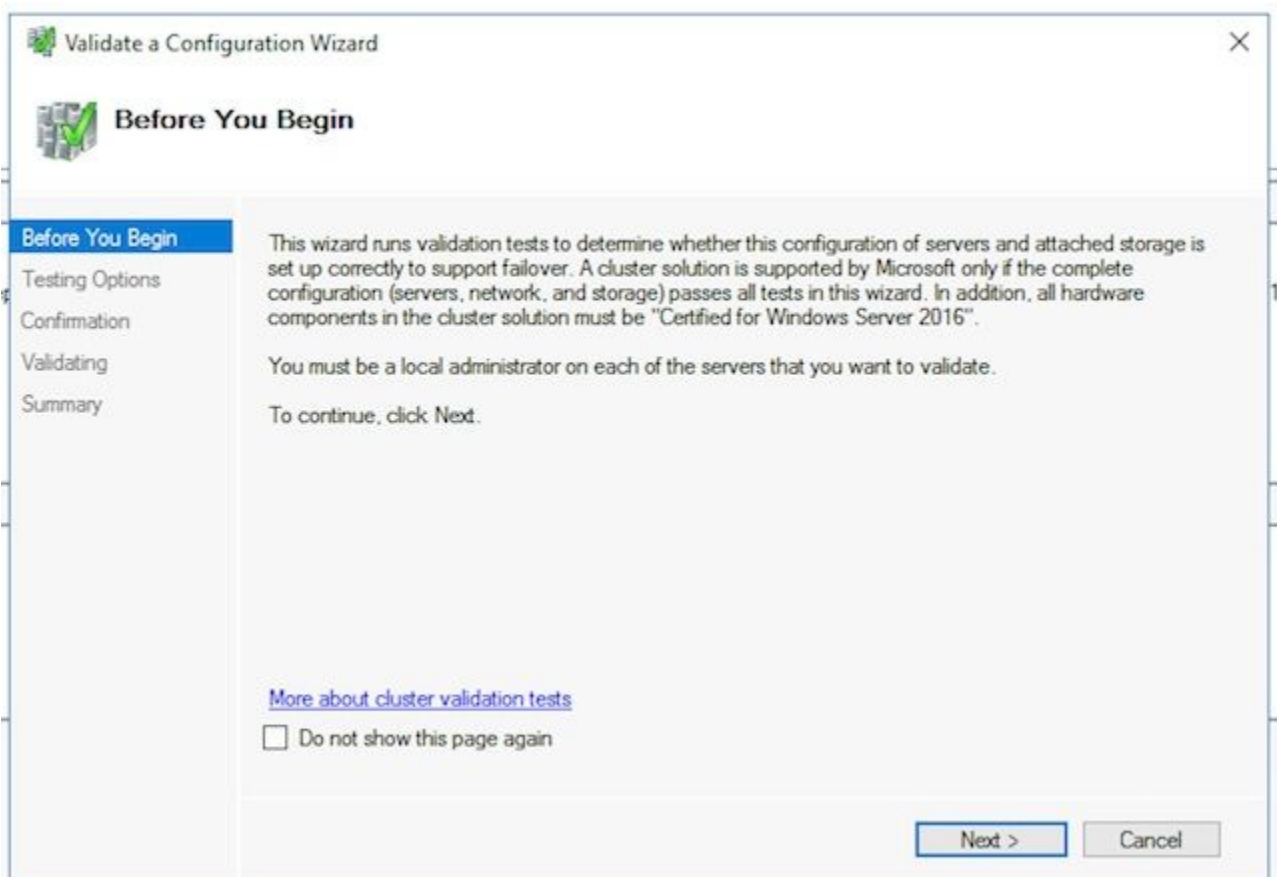 Validate a Configuration Wizard
Before You Begin
Before You Begin
Testing Options
Confirmation
Validating
Summary
This wizard runs validation tests to determine whether this configuration of servers and attached storage is
set up correctly to support failover. A cluster solution is supported by Microsoft only if the complete
configuration (servers, network, and storage) passes all tests in this wizard. In addition, all hardware
components in the cluster solution must be "Certified for Windows Server 2016".
You must be a local administrator on each of the servers that you want to validate.
To continue, click Next.
More about cluster validation tests
Do not show this page again
Next >
Cancel